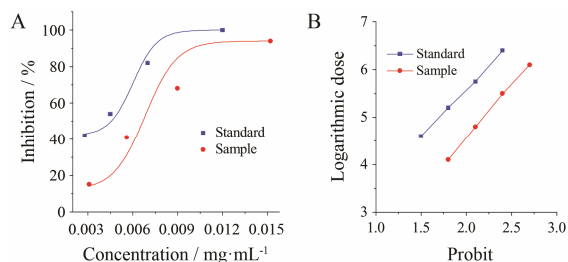 A
Inhibition / %
100
80
60
40
20
0
Standard
Sample
0.003 0.006 0.009 0.012 0.015
Concentration / mg·mL-1
B
Logarithmic dose
6
6
5
4
3
Standard
Sample
1.0 1.5 2.0 2.5 3.0
Probit